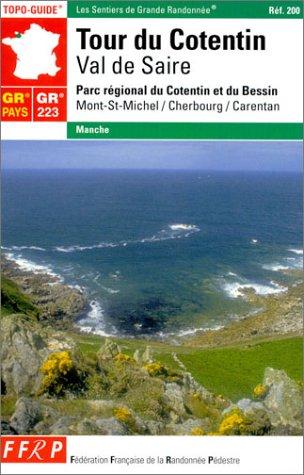 TOPO-GUIDE®
Les Sentiers de Grande Randonnée®
Réf. 200
Tour du Cotentin
Val de Saire
GR® PAYS
GR® 223
Parc régional du Cotentin et du Bessin
Mont-St-Michel / Cherbourg / Carentan
Manche
FFRP
Fédération Française de la Randonnée Pédestre